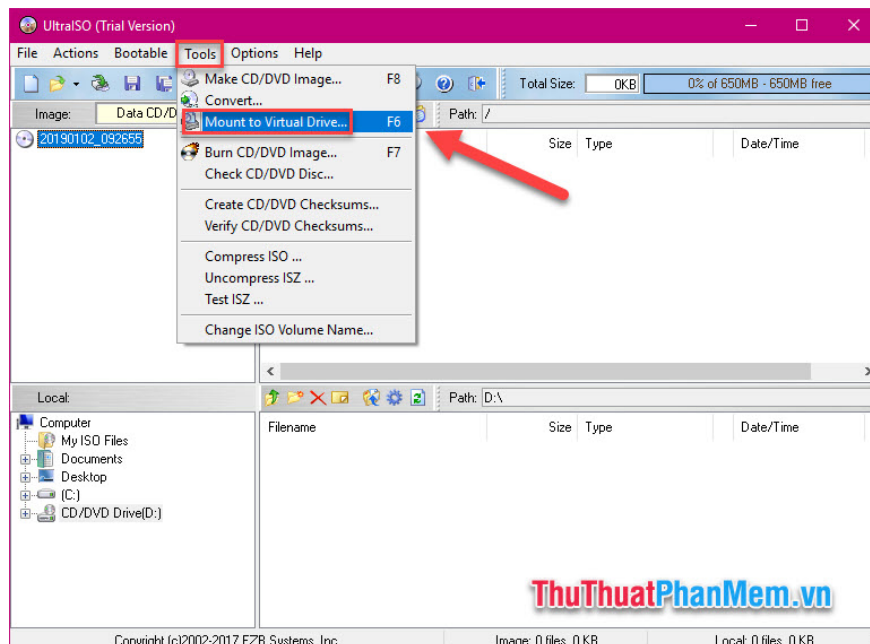 UltraISO (Trial Version)
File Actions Bootable Tools Options Help
Total Size: 0KB 0% of 650MB - 650MB free
Make CD/DVD Image... F8
Convert...
Mount to Virtual Drive... F6
Burn CD/DVD Image... F7
Check CD/DVD Disc...
Create CD/DVD Checksums...
Verify CD/DVD Checksums...
Compress ISO ...
Uncompress ISZ ...
Test ISZ ...
Change ISO Volume Name...
Image: Data CD/D Path: /
20190102_092655
Size Type Date/Time
Local: Path: D:\
Computer
My ISO Files
Documents
Desktop
(C:)
CD/DVD Drive(D:)
Filename Size Type Date/Time
ThuThuatPhanMem.vn
Copyright (c)2002-2017 EZB Systems, Inc. Image: 0 files, 0 KB Local: 0 files, 0 KB